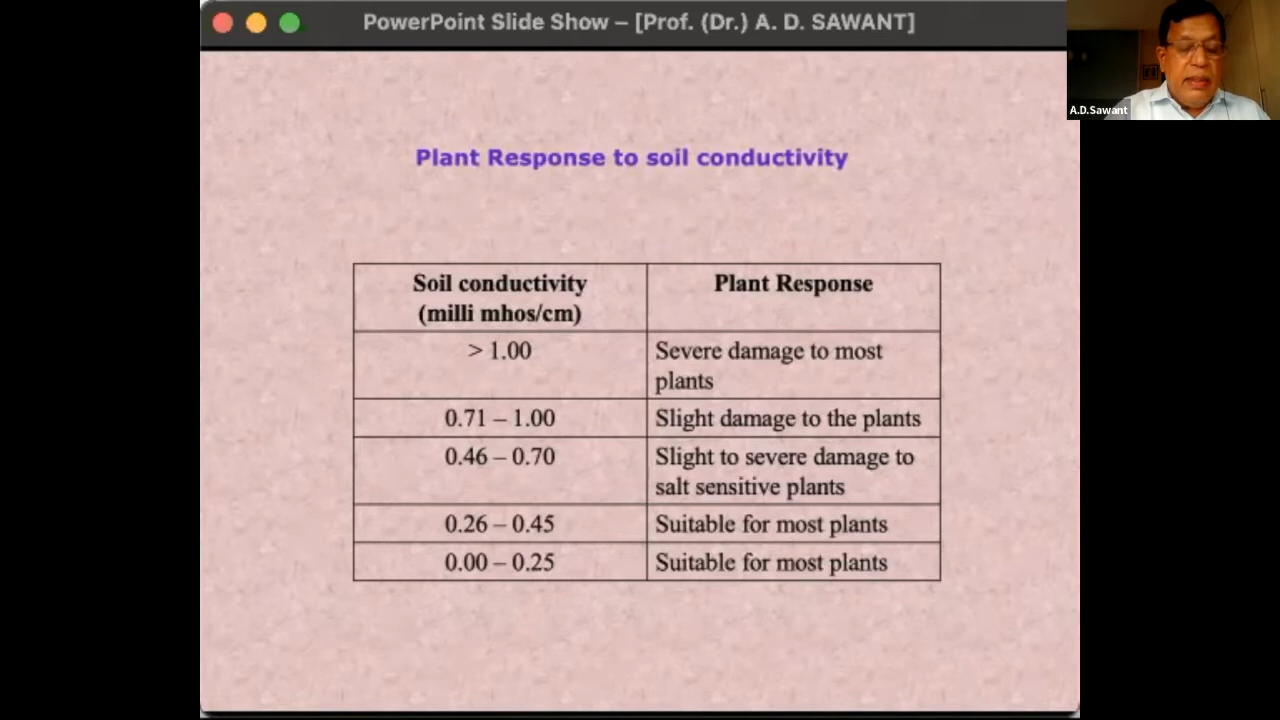 PowerPoint Slide Show – [Prof. (Dr.) A. D. SAWANT]
A.D.Sawant
Plant Response to soil conductivity
Soil conductivity
(milli mhos/cm)
Plant Response
> 1.00
Severe damage to most
plants
0.71 – 1.00
Slight damage to the plants
0.46 – 0.70
Slight to severe damage to
salt sensitive plants
0.26 – 0.45
Suitable for most plants
0.00 – 0.25
Suitable for most plants